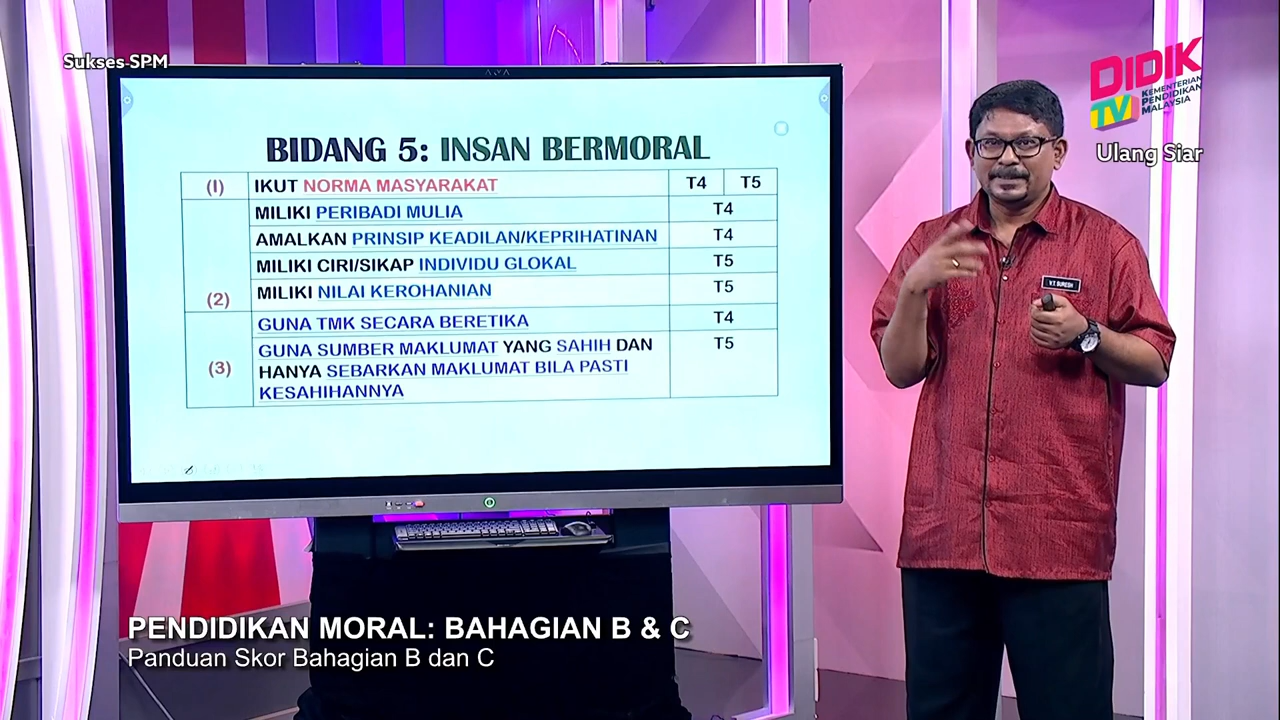 Sukses SPM
DIDIK
TV
KEMENTERIAN
PENDIDIKAN
MALAYSIA
Ulang Siar
BIDANG 5: INSAN BERMORAL
(1) IKUT NORMA MASYARAKAT T4 T5
MILIKI PERIBADI MULIA T4
AMALKAN PRINSIP KEADILAN/KEPRIHATINAN T4
MILIKI CIRI/SIKAP INDIVIDU GLOKAL T5
(2) MILIKI NILAI KEROHANIAN T5
GUNA TMK SECARA BERETIKA T4
GUNA SUMBER MAKLUMAT YANG SAHIH DAN T5
(3) HANYA SEBARKAN MAKLUMAT BILA PASTI
KESAHIHANNYA
V.T SURESH
PENDIDIKAN MORAL: BAHAGIAN B & C
Panduan Skor Bahagian B dan C